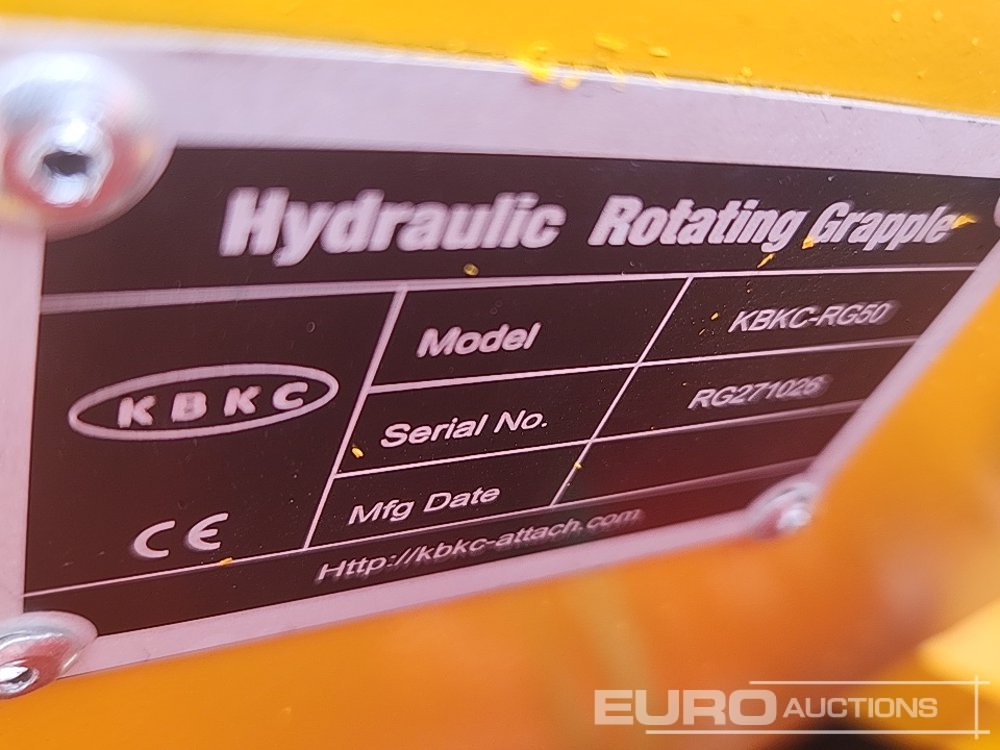 Hydraulic Rotating Grapple
KBKC
CE
Model KBKC-RG50
Serial No. RG271026
Mfg Date
Http://kbkc-attach.com
EURO AUCTIONS